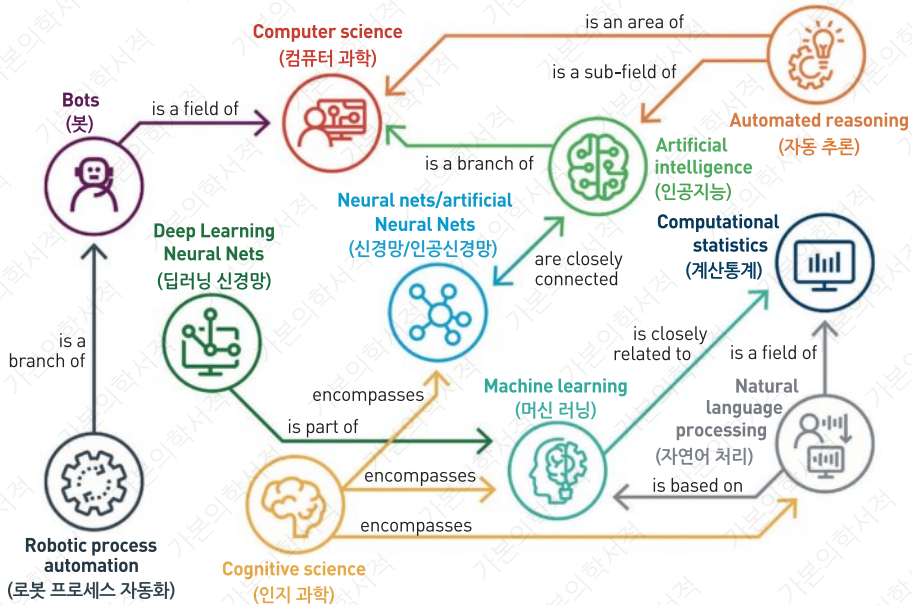 is an area of
Computer science
(컴퓨터 과학)
is a sub-field of
Bots
(봇)
is a field of
Automated reasoning
(자동 추론)
is a branch of
Artificial
intelligence
(인공지능)
Neural nets/artificial
Neural Nets
(신경망/인공신경망)
Deep Learning
Neural Nets
(딥러닝 신경망)
Computational
statistics
(계산통계)
are closely
connected
is a
branch of
is closely
related to
is a field of
encompasses
Machine learning
(머신 러닝)
Natural
language
processing
(자연어 처리)
is part of
encompasses
is based on
encompasses
Robotic process
automation
(로봇 프로세스 자동화)
Cognitive science
(인지 과학)
가본의학서적